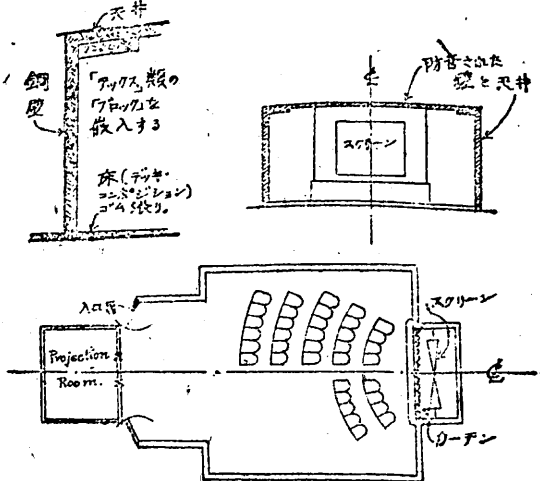 天井
鋼
壁
「アックス」類の
「ブロック」を
嵌入する
床(デッキ・
コンポジション)
ゴム張り。
防音された
壁と天井
スクリーン
入口扉
Projection
Room.
スクリーン
カーテン